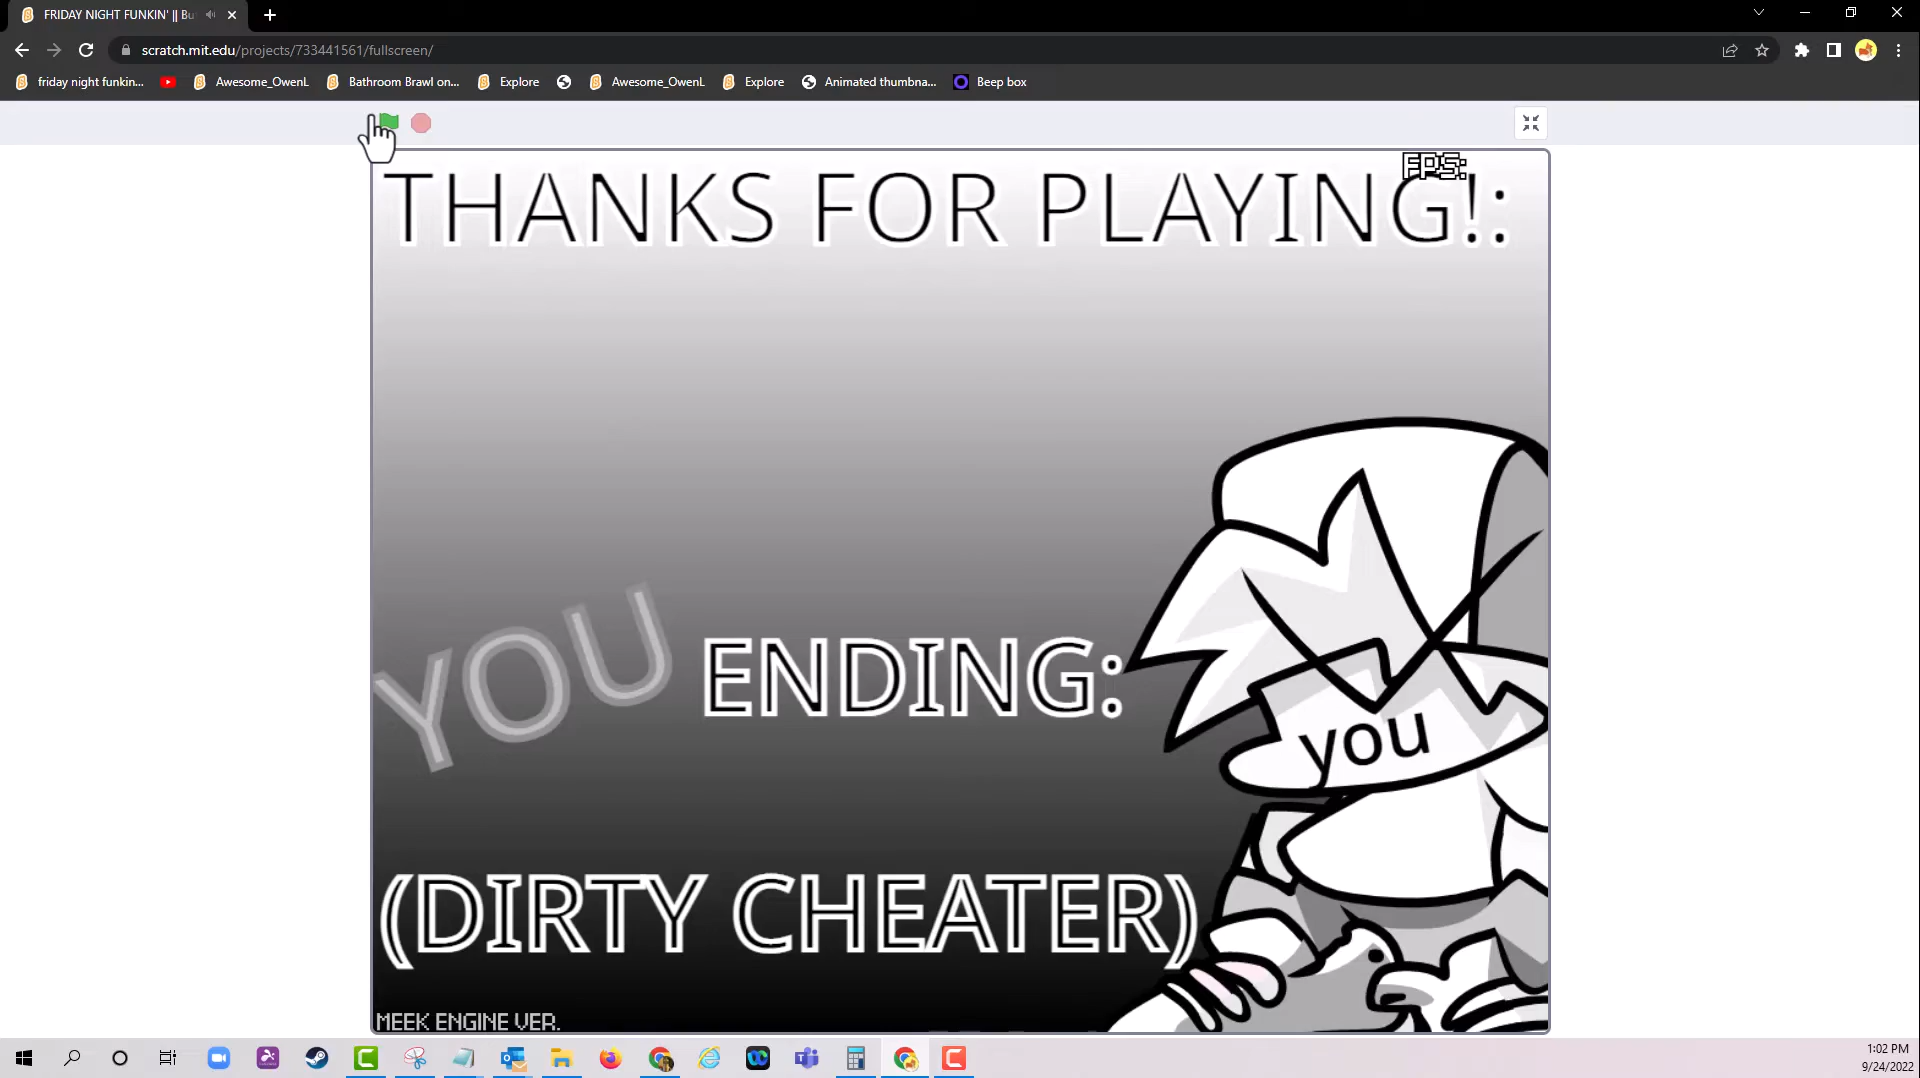 FRIDAY NIGHT FUNKIN' || Bu
scratch.mit.edu/projects/733441561/fullscreen/
friday night funkin...
Awesome_OwenL
Bathroom Brawl on...
Explore
Awesome_OwenL
Explore
Animated thumbna...
Beep box
FPS:
THANKS FOR PLAYING!:
YOU
ENDING:
you
(DIRTY CHEATER)
MEEK ENGINE VER.
1:02 PM
9/24/2022